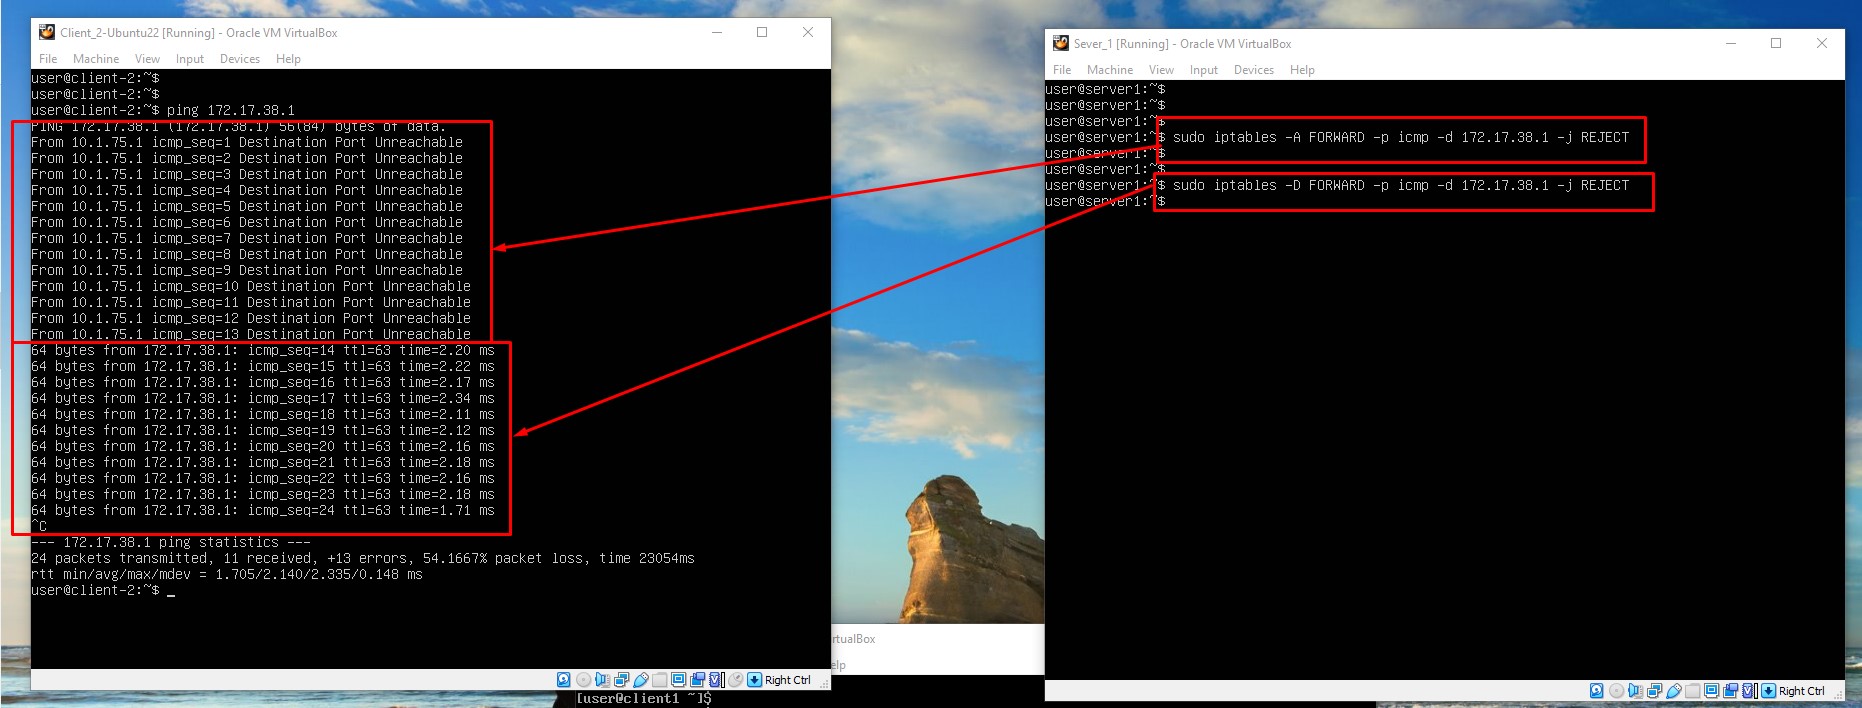 Client_2-Ubuntu22 [Running] - Oracle VM VirtualBox
File Machine View Input Devices Help
user@client-2:~$
user@client-2:~$
user@client-2:~$ ping 172.17.38.1
PING 172.17.38.1 (172.17.38.1) 56(84) bytes of data.
From 10.1.75.1 icmp_seq=1 Destination Port Unreachable
From 10.1.75.1 icmp_seq=2 Destination Port Unreachable
From 10.1.75.1 icmp_seq=3 Destination Port Unreachable
From 10.1.75.1 icmp_seq=4 Destination Port Unreachable
From 10.1.75.1 icmp_seq=5 Destination Port Unreachable
From 10.1.75.1 icmp_seq=6 Destination Port Unreachable
From 10.1.75.1 icmp_seq=7 Destination Port Unreachable
From 10.1.75.1 icmp_seq=8 Destination Port Unreachable
From 10.1.75.1 icmp_seq=9 Destination Port Unreachable
From 10.1.75.1 icmp_seq=10 Destination Port Unreachable
From 10.1.75.1 icmp_seq=11 Destination Port Unreachable
From 10.1.75.1 icmp_seq=12 Destination Port Unreachable
From 10.1.75.1 icmp_seq=13 Destination Port Unreachable
64 bytes from 172.17.38.1: icmp_seq=14 ttl=63 time=2.20 ms
64 bytes from 172.17.38.1: icmp_seq=15 ttl=63 time=2.22 ms
64 bytes from 172.17.38.1: icmp_seq=16 ttl=63 time=2.17 ms
64 bytes from 172.17.38.1: icmp_seq=17 ttl=63 time=2.34 ms
64 bytes from 172.17.38.1: icmp_seq=18 ttl=63 time=2.11 ms
64 bytes from 172.17.38.1: icmp_seq=19 ttl=63 time=2.12 ms
64 bytes from 172.17.38.1: icmp_seq=20 ttl=63 time=2.16 ms
64 bytes from 172.17.38.1: icmp_seq=21 ttl=63 time=2.18 ms
64 bytes from 172.17.38.1: icmp_seq=22 ttl=63 time=2.16 ms
64 bytes from 172.17.38.1: icmp_seq=23 ttl=63 time=2.18 ms
64 bytes from 172.17.38.1: icmp_seq=24 ttl=63 time=1.71 ms
^C
--- 172.17.38.1 ping statistics ---
24 packets transmitted, 11 received, +13 errors, 54.1667% packet loss, time 23054ms
rtt min/avg/max/mdev = 1.705/2.140/2.335/0.148 ms
user@client-2:~$ _
Right Ctrl
Sever_1 [Running] - Oracle VM VirtualBox
File Machine View Input Devices Help
user@server1:~$
user@server1:~$
user@server1:~$
user@server1:~$ sudo iptables -A FORWARD -p icmp -d 172.17.38.1 -j REJECT
user@server1:~$
user@server1:~$
user@server1:~$ sudo iptables -D FORWARD -p icmp -d 172.17.38.1 -j REJECT
user@server1:~$
Right Ctrl
rtualBox
elp
[user@client1 ~]$